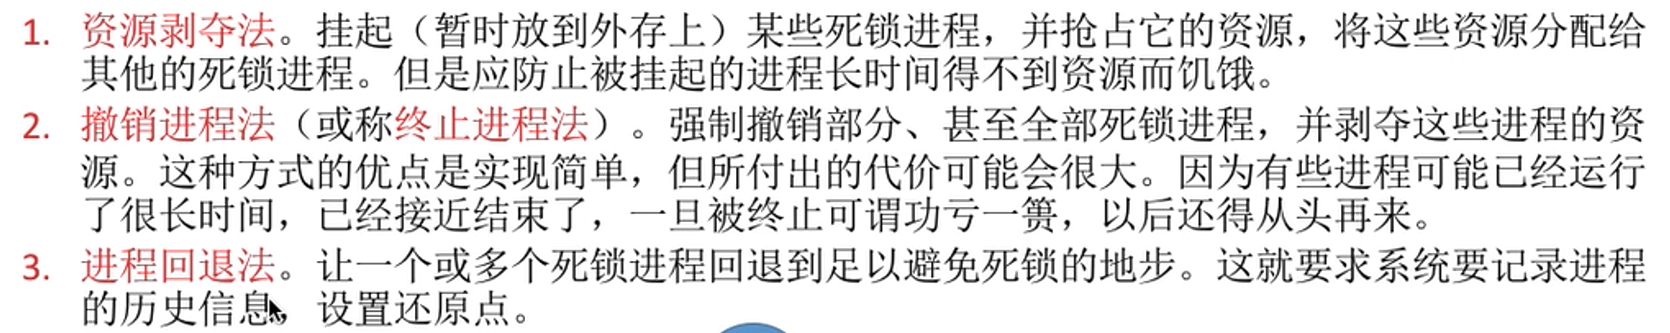 1. 资源剥夺法。挂起（暂时放到外存上）某些死锁进程，并抢占它的资源，将这些资源分配给
其他的死锁进程。但是应防止被挂起的进程长时间得不到资源而饥饿。
2. 撤销进程法（或称终止进程法）。强制撤销部分、甚至全部死锁进程，并剥夺这些进程的资
源。这种方式的优点是实现简单，但所付出的代价可能会很大。因为有些进程可能已经运行
了很长时间，已经接近结束了，一旦被终止可谓功亏一篑，以后还得从头再来。
3. 进程回退法。让一个或多个死锁进程回退到足以避免死锁的地步。这就要求系统要记录进程
的历史信息，设置还原点。